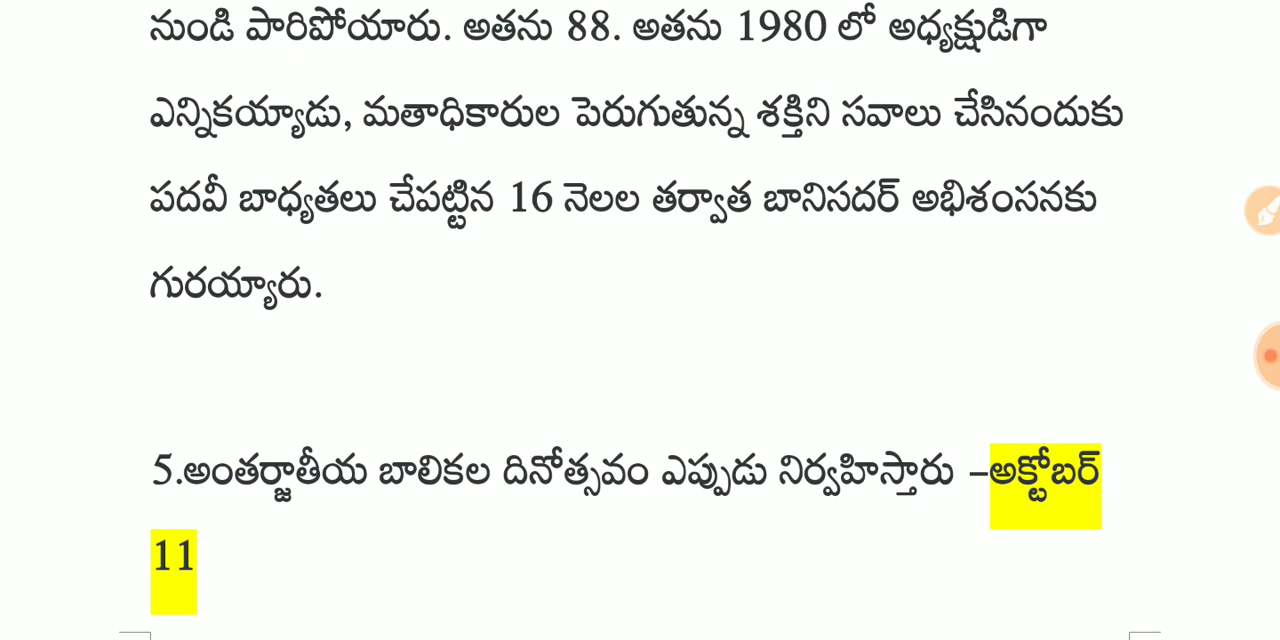 నుండి పారిపోయారు. అతను 88. అతను 1980 లో అధ్యక్షుడిగా
ఎన్నికయ్యాడు, మతాధికారుల పెరుగుతున్న శక్తిని సవాలు చేసినందుకు
పదవీ బాధ్యతలు చేపట్టిన 16 నెలల తర్వాత బానిసదర్ అభిశంసనకు
గురయ్యారు.
5.అంతర్జాతీయ బాలికల దినోత్సవం ఎప్పుడు నిర్వహిస్తారు –అక్టోబర్
11